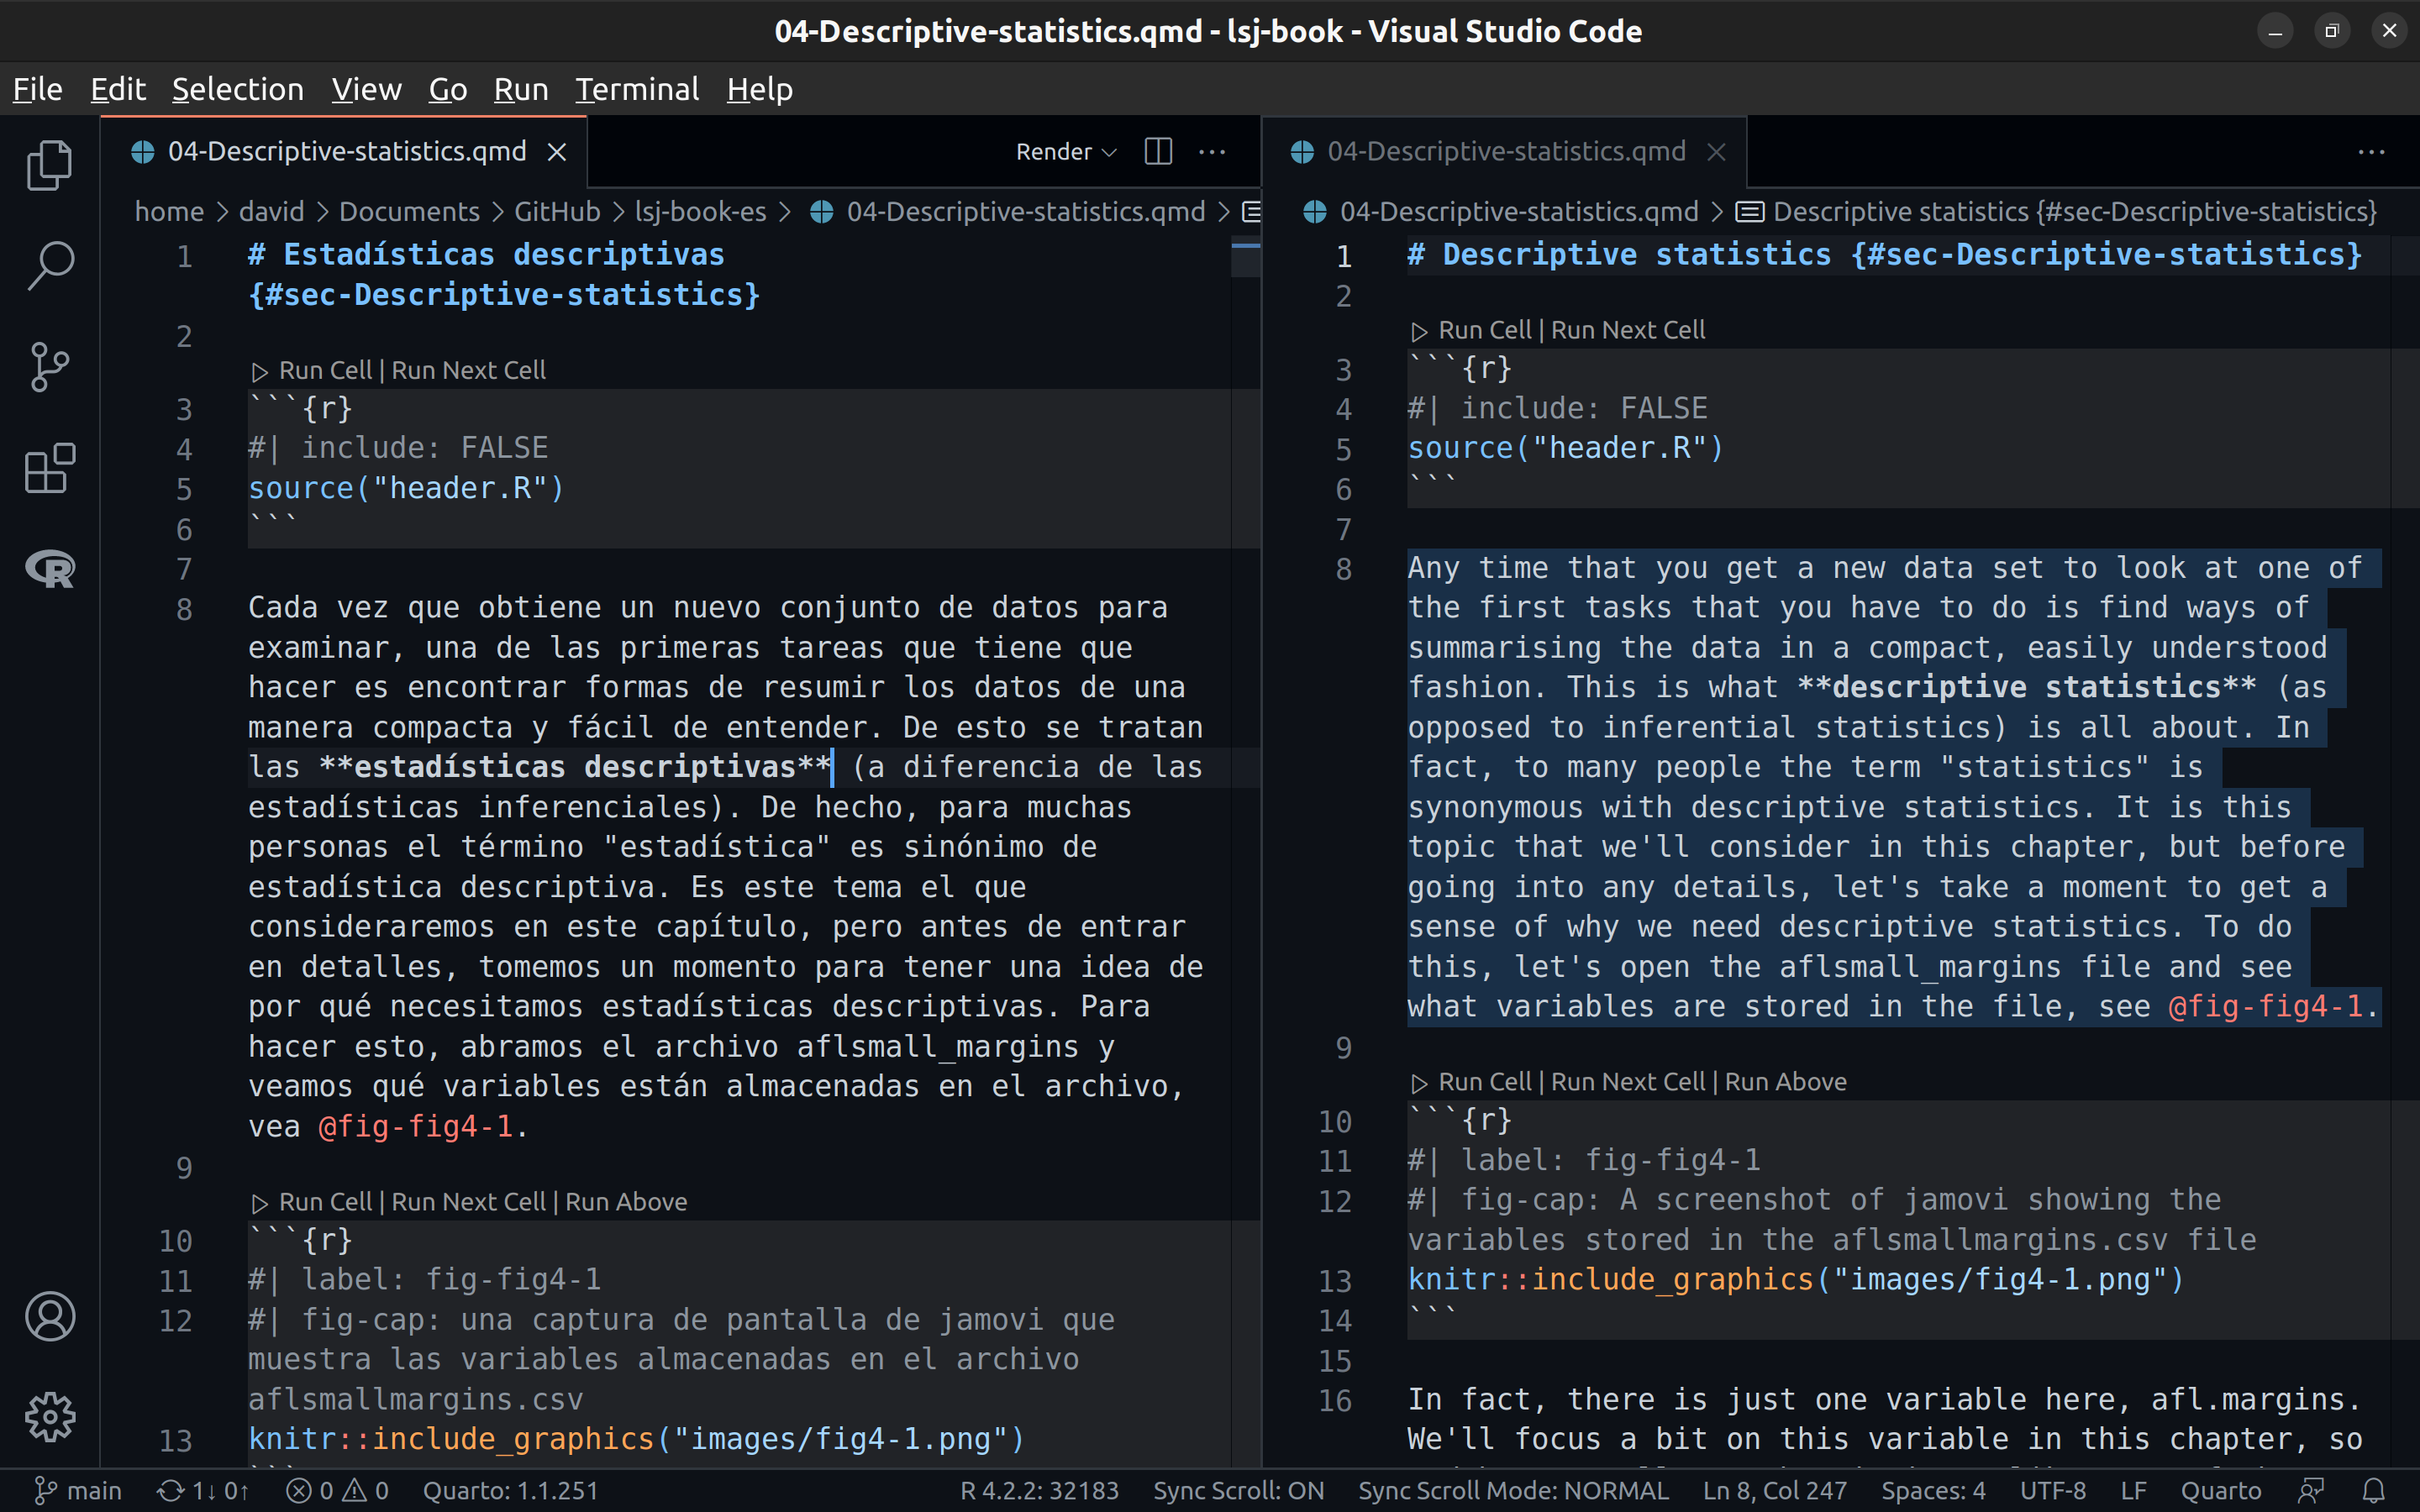 04-Descriptive-statistics.qmd - lsj-book - Visual Studio Code
File Edit Selection View Go Run Terminal Help
04-Descriptive-statistics.qmd
Render
home > david > Documents > GitHub > lsj-book-es > 04-Descriptive-statistics.qmd >
1 # Estadísticas descriptivas
{#sec-Descriptive-statistics}
2
Run Cell | Run Next Cell
3 ```{r}
4 #| include: FALSE
5 source("header.R")
6 ```
7
8 Cada vez que obtiene un nuevo conjunto de datos para
examinar, una de las primeras tareas que tiene que
hacer es encontrar formas de resumir los datos de una
manera compacta y fácil de entender. De esto se tratan
las **estadísticas descriptivas** (a diferencia de las
estadísticas inferenciales). De hecho, para muchas
personas el término "estadística" es sinónimo de
estadística descriptiva. Es este tema el que
consideraremos en este capítulo, pero antes de entrar
en detalles, tomemos un momento para tener una idea de
por qué necesitamos estadísticas descriptivas. Para
hacer esto, abramos el archivo aflsmall_margins y
veamos qué variables están almacenadas en el archivo,
vea @fig-fig4-1.
9
Run Cell | Run Next Cell | Run Above
10 ```{r}
11 #| label: fig-fig4-1
12 #| fig-cap: una captura de pantalla de jamovi que
muestra las variables almacenadas en el archivo
aflsmallmargins.csv
13 knitr::include_graphics("images/fig4-1.png")
04-Descriptive-statistics.qmd
04-Descriptive-statistics.qmd > Descriptive statistics {#sec-Descriptive-statistics}
1 # Descriptive statistics {#sec-Descriptive-statistics}
2
Run Cell | Run Next Cell
3 ```{r}
4 #| include: FALSE
5 source("header.R")
6 ```
7
8 Any time that you get a new data set to look at one of
the first tasks that you have to do is find ways of
summarising the data in a compact, easily understood
fashion. This is what **descriptive statistics** (as
opposed to inferential statistics) is all about. In
fact, to many people the term "statistics" is
synonymous with descriptive statistics. It is this
topic that we'll consider in this chapter, but before
going into any details, let's take a moment to get a
sense of why we need descriptive statistics. To do
this, let's open the aflsmall_margins file and see
what variables are stored in the file, see @fig-fig4-1.
9
Run Cell | Run Next Cell | Run Above
10 ```{r}
11 #| label: fig-fig4-1
12 #| fig-cap: A screenshot of jamovi showing the
variables stored in the aflsmallmargins.csv file
13 knitr::include_graphics("images/fig4-1.png")
14 ```
15
16 In fact, there is just one variable here, afl.margins.
We'll focus a bit on this variable in this chapter, so
main 1↓ 0↑ 0 0 Quarto: 1.1.251 R 4.2.2: 32183 Sync Scroll: ON Sync Scroll Mode: NORMAL Ln 8, Col 247 Spaces: 4 UTF-8 LF Quarto